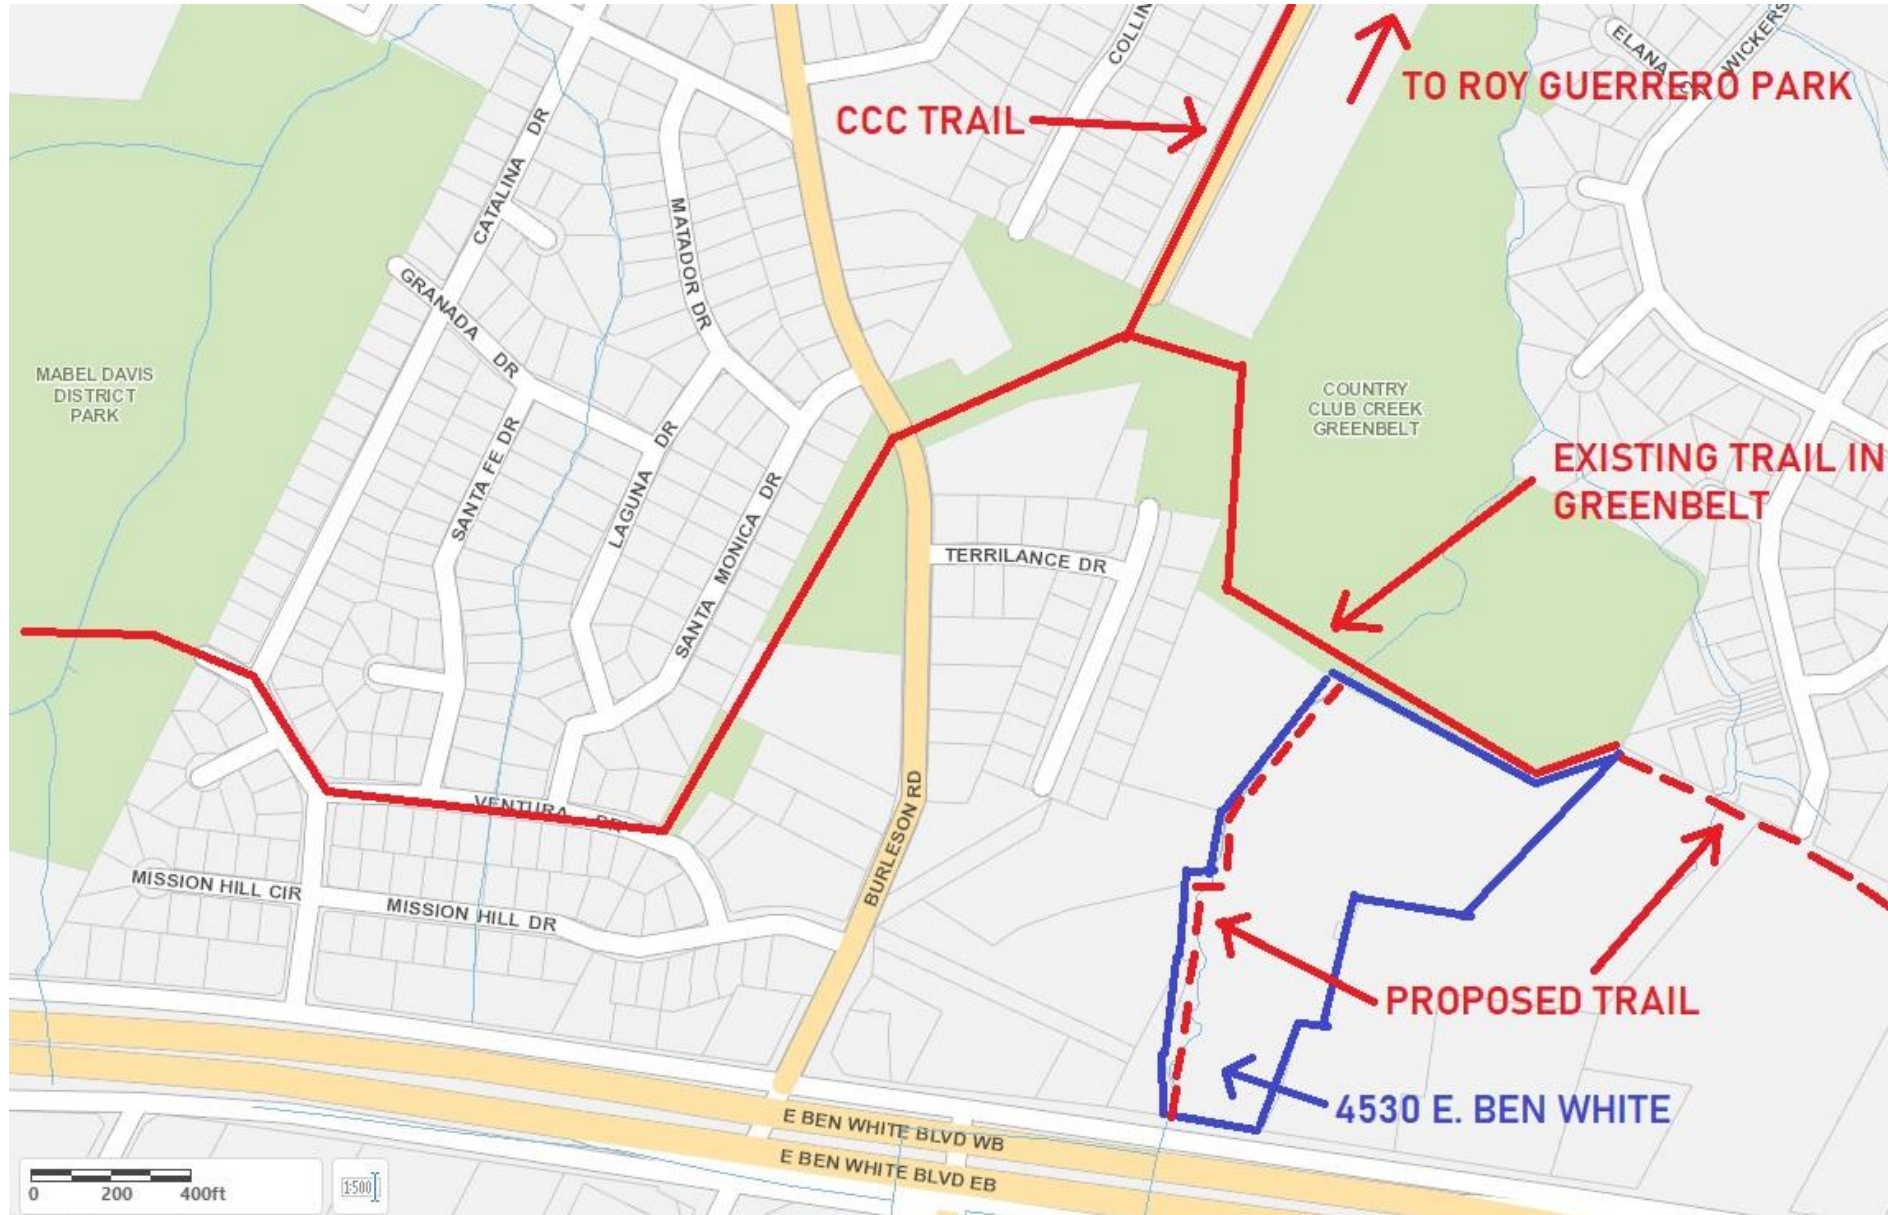 COLLIN
ELANA
WICKERS
TO ROY GUERRERO PARK
CCC TRAIL
CATALINA DR
MATADOR DR
GRANADA DR
MABEL DAVIS
DISTRICT
PARK
COUNTRY
CLUB CREEK
GREENBELT
SANTA FE DR
LAGUNA DR
SANTA MONICA DR
EXISTING TRAIL IN
GREENBELT
TERRILANCE DR
VENTURA DR
BURLESON RD
MISSION HILL CIR
MISSION HILL DR
PROPOSED TRAIL
4530 E. BEN WHITE
E BEN WHITE BLVD WB
E BEN WHITE BLVD EB
0 200 400ft
1:500